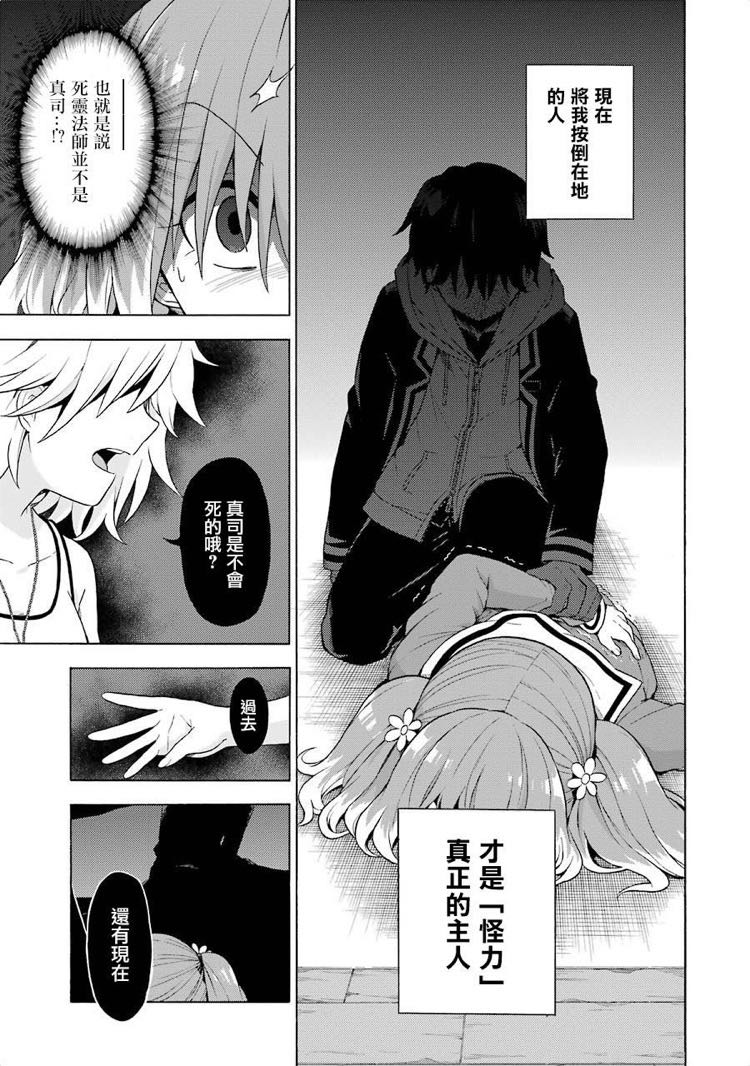 現在
將我按倒在地
的人
才是「怪力」
真正的主人
——也就是説
死靈法師並不是
真司…!?
真司是不會
死的哦？
過去
還有現在